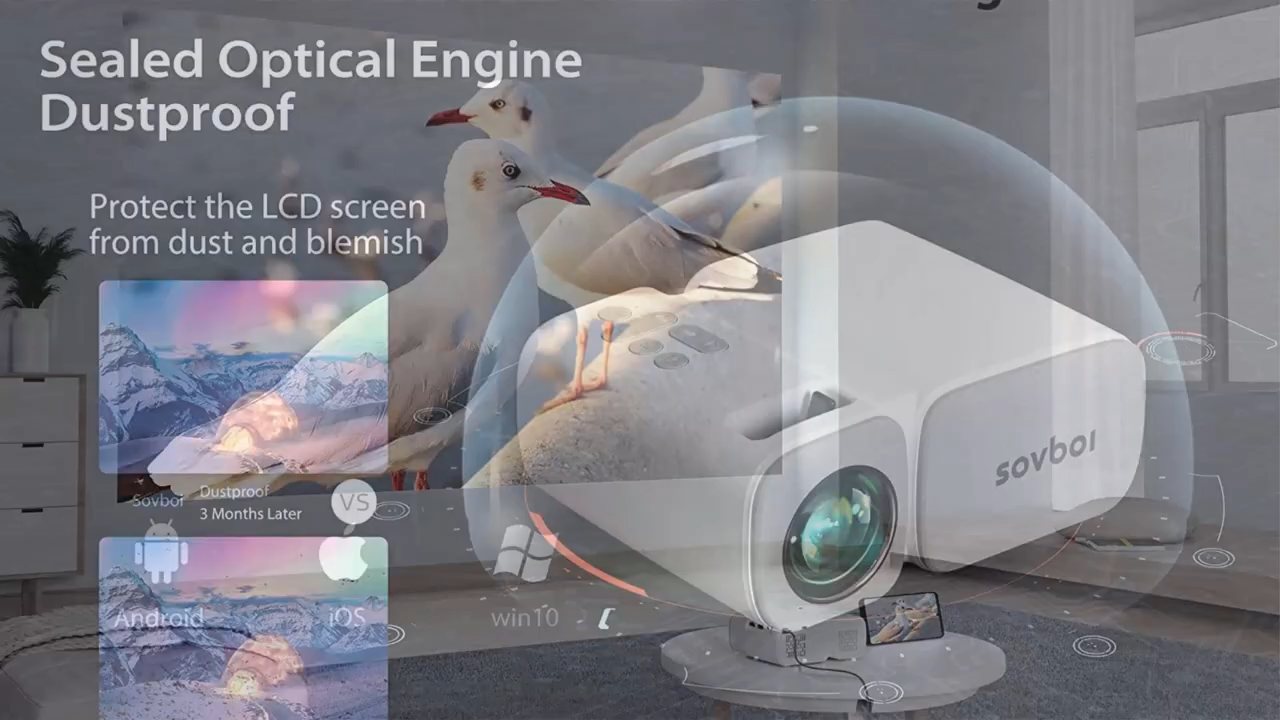 Sealed Optical Engine
Dustproof
Protect the LCD screen
from dust and blemish
Sovboi
Dustproof
3 Months Later
VS
Android
iOS
win10
sovboi